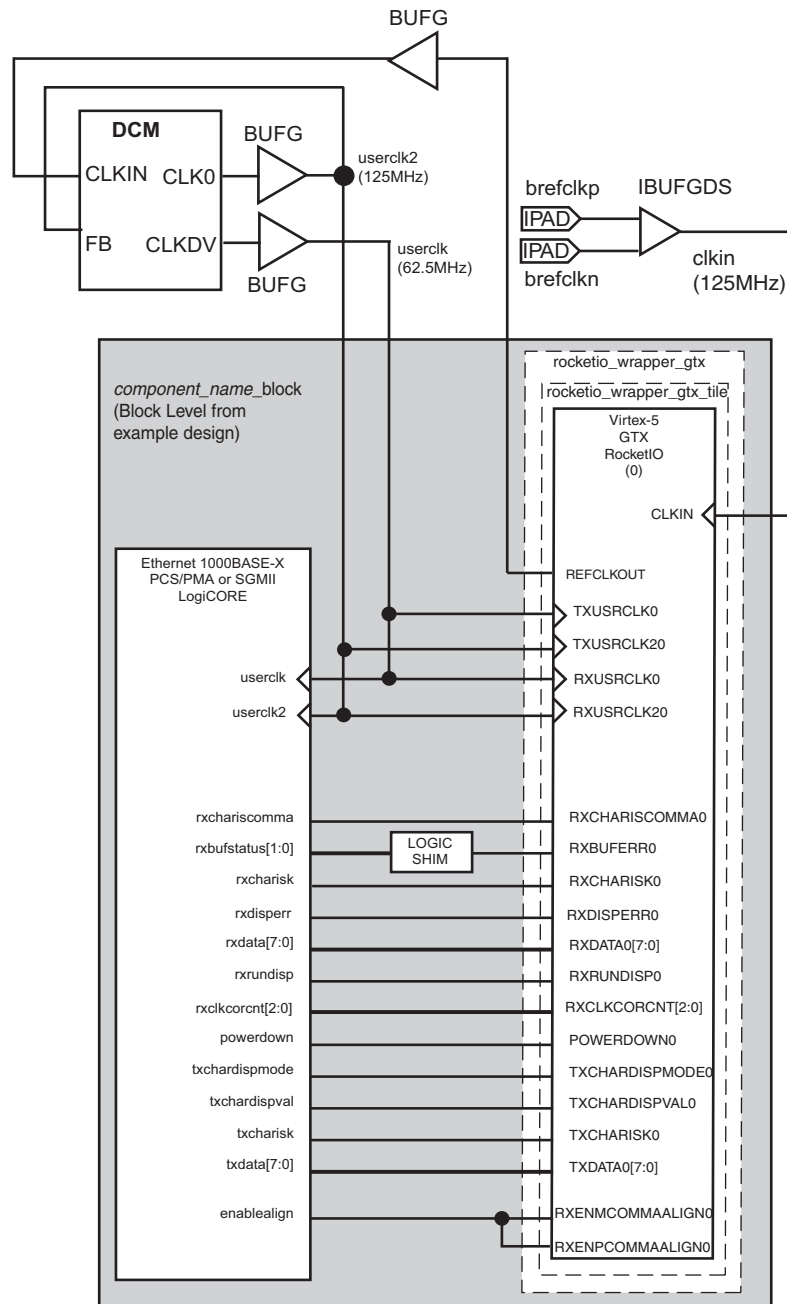 BUFG
DCM
CLKIN
CLK0
FB
CLKDV
BUFG
BUFG
userclk2
(125MHz)
userclk
(62.5MHz)
brefclkp
IPAD
IPAD
brefclkn
IBUFGDS
clkin
(125MHz)
component_name_block
(Block Level from
example design)
rocketio_wrapper_gtx
rocketio_wrapper_gtx_tile
Virtex-5
GTX
RocketIO
(0)
CLKIN
REFCLKOUT
TXUSRCLK0
TXUSRCLK20
RXUSRCLK0
RXUSRCLK20
Ethernet 1000BASE-X
PCS/PMA or SGMII
LogiCORE
userclk
userclk2
rxchariscomma
RXCHARISCOMMA0
rxbufstatus[1:0]
LOGIC
SHIM
RXBUFERR0
rxcharisk
RXCHARISK0
rxdisperr
RXDISPERR0
rxdata[7:0]
RXDATA0[7:0]
rxrundisp
RXRUNDISP0
rxclkcorcnt[2:0]
RXCLKCORCNT[2:0]
powerdown
POWERDOWN0
txchardispmode
TXCHARDISPMODE0
txchardispval
TXCHARDISPVAL0
txcharisk
TXCHARISK0
txdata[7:0]
TXDATA0[7:0]
enablealign
RXENMCOMMAALIGN0
RXENPCOMMAALIGN0